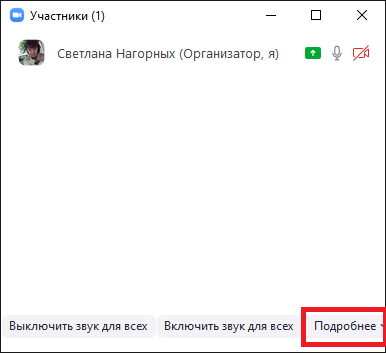 Участники (1)
Светлана Нагорных (Организатор, я)
Выключить звук для всех Включить звук для всех Подробнее